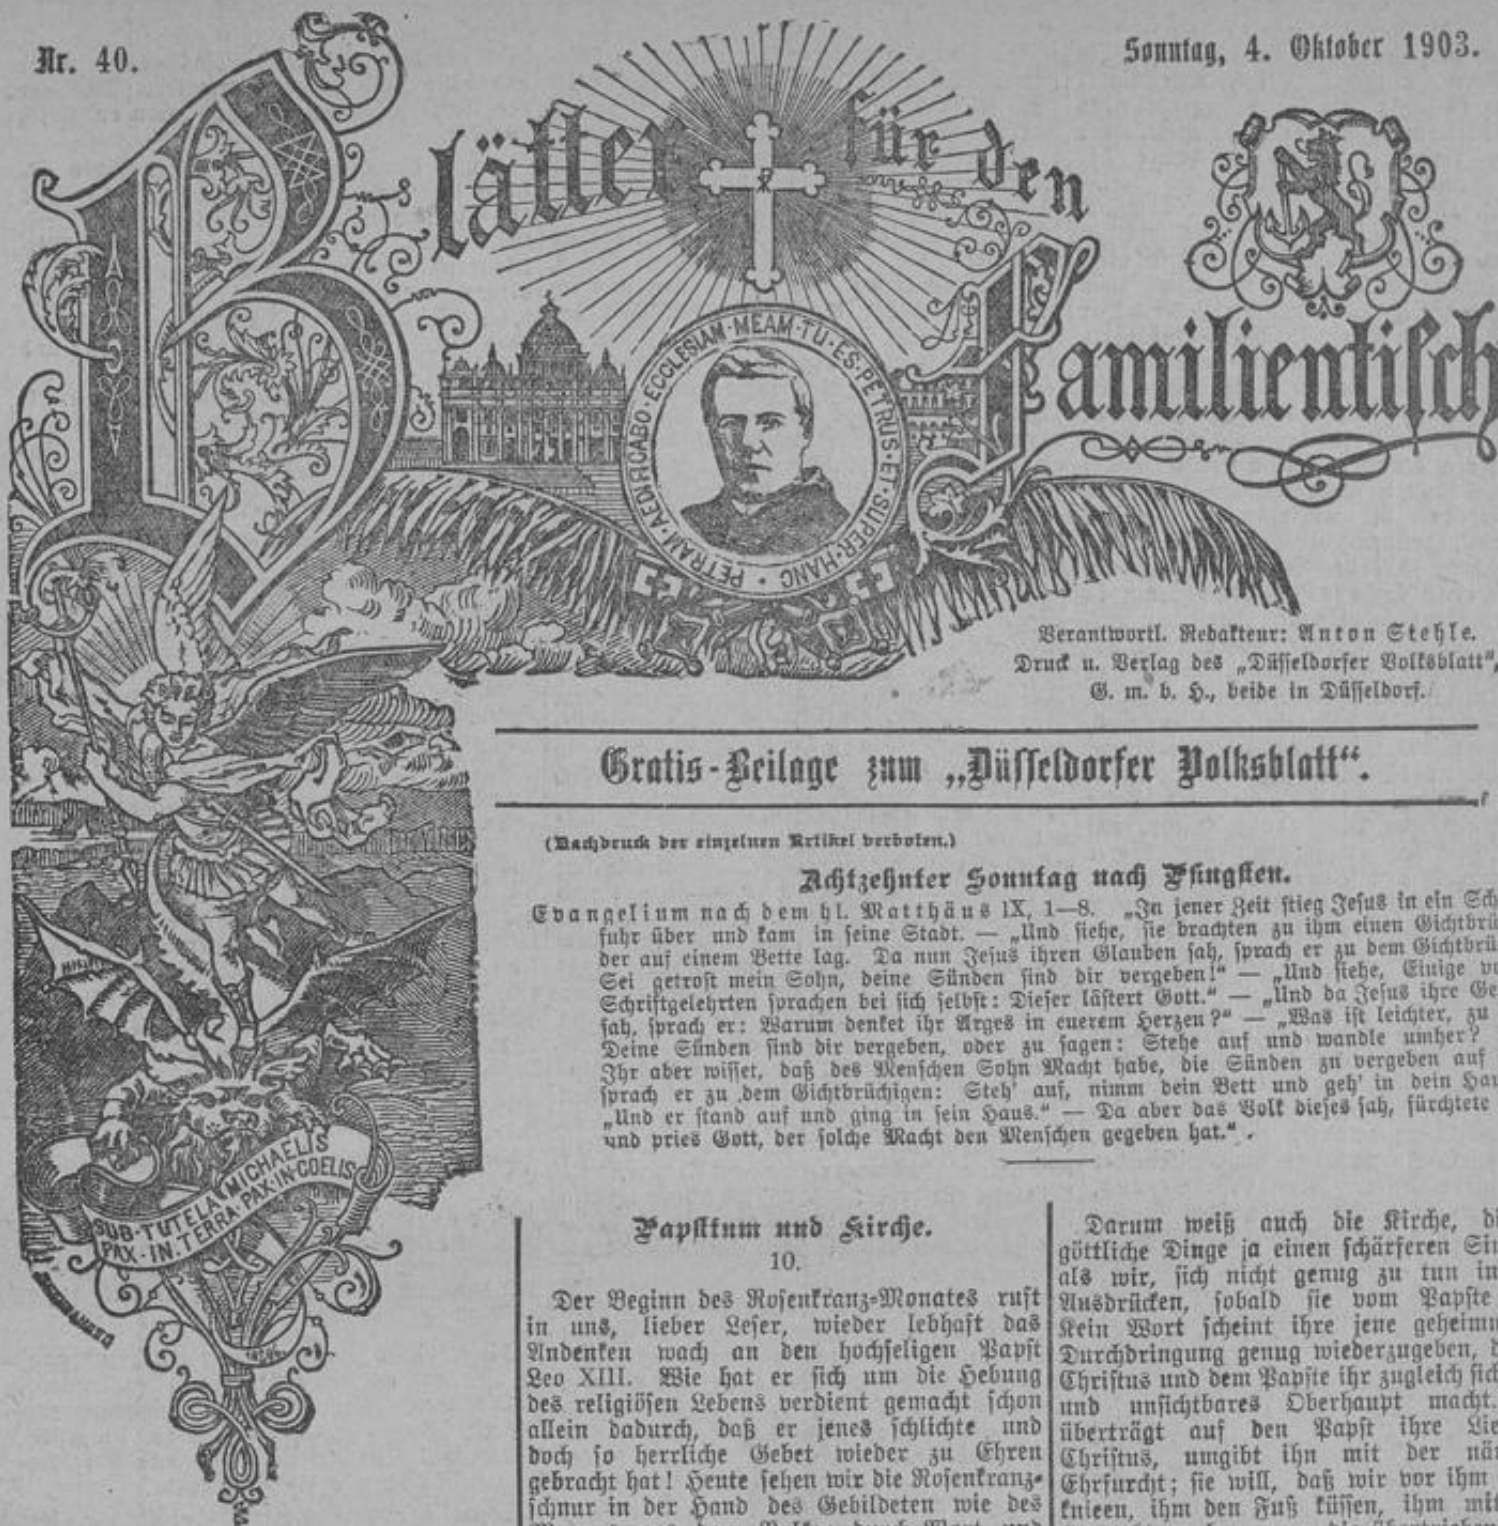 Nr. 40.
Sonntag, 4. Oktober 1903.
Blätter für den
Familientisch
PETRAM · AEDIFICABO · ECCLESIAM · MEAM · TU · ES · PETRUS · ET · SUPER · HANC
Verantwortl. Redakteur: Anton Stehle.
Druck u. Verlag des „Düsseldorfer Volksblatt“,
G. m. b. H., beide in Düsseldorf.
Gratis-Beilage zum „Düsseldorfer Volksblatt“.
(Nachdruck der einzelnen Artikel verboten.)
Achtzehnter Sonntag nach Pfingsten.
Evangelium nach dem hl. Matthäus IX, 1—8. „In jener Zeit stieg Jesus in ein
fuhr über und kam in seine Stadt. — „Und siehe, sie brachten zu ihm einen
der auf einem Bette lag. Da nun Jesus ihren Glauben sah, sprach er zu dem
Sei getrost mein Sohn, deine Sünden sind dir vergeben!“ — „Und siehe, Einige
Schriftgelehrten sprachen bei sich selbst: Dieser lästert Gott.“ — „Und da Jesus ihre
sah, sprach er: Warum denket ihr Arges in euerem Herzen?“ — „Was ist leichter, zu
Deine Sünden sind dir vergeben, oder zu sagen: Stehe auf und wandle umher?
Ihr aber wisset, daß des Menschen Sohn Macht habe, die Sünden zu vergeben auf
sprach er zu dem Gichtbrüchigen: Steh' auf, nimm dein Bett und geh' in dein
„Und er stand auf und ging in sein Haus.“ — Da aber das Volk dieses sah, fürchtete
und pries Gott, der solche Macht den Menschen gegeben hat.“
SUB · TUTELA MICHAELIS
PAX · IN · TERRA · PAX · IN · COELIS
Papsttum und Kirche.
10.
Der Beginn des Rosenkranz-Monates ruft
in uns, lieber Leser, wieder lebhaft das
Andenken wach an den hochseligen Papst
Leo XIII. Wie hat er sich um die Hebung
des religiösen Lebens verdient gemacht schon
allein dadurch, daß er jenes schlichte und
doch so herrliche Gebet wieder zu Ehren
gebracht hat! Heute sehen wir die Rosenkranz-
schnur in der Hand des Gebildeten wie des
Darum weiß auch die Kirche,
göttliche Dinge ja einen schärferen
als wir, sich nicht genug zu tun
Ausdrücken, sobald sie vom Papste
Kein Wort scheint ihre jene
Durchdringung genug wiederzugeben,
Christus und dem Papste ihr zugleich
und unsichtbares Oberhaupt macht.
überträgt auf den Papst ihre
Christus, umgibt ihn mit der
Ehrfurcht; sie will, daß wir vor ihm
knieen, ihm den Fuß küssen, ihm